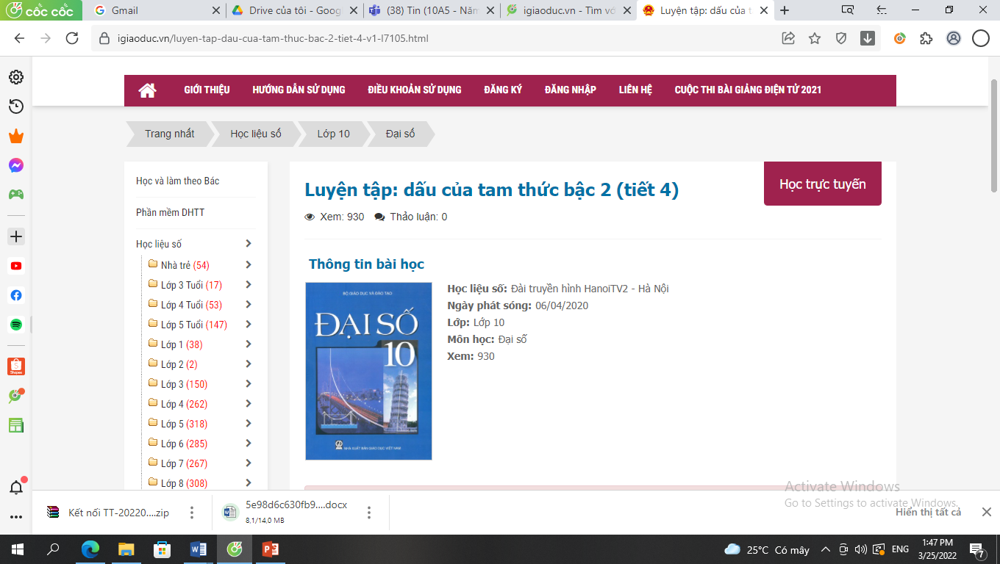 cốc cốc
Gmail
Drive của tôi - Goog
(38) Tin (10A5 - Năm
igiaoduc.vn - Tìm vớ
Luyện tập: dấu của t
igiaoduc.vn/luyen-tap-dau-cua-tam-thuc-bac-2-tiet-4-v1-l7105.html
GIỚI THIỆU HƯỚNG DẪN SỬ DỤNG ĐIỀU KHOẢN SỬ DỤNG ĐĂNG KÝ ĐĂNG NHẬP LIÊN HỆ CUỘC THI BÀI GIẢNG ĐIỆN TỬ 2021
Trang nhất Học liệu số Lớp 10 Đại số
Học và làm theo Bác
Phần mềm DHTT
Học liệu số
Nhà trẻ (54)
Lớp 3 Tuổi (17)
Lớp 4 Tuổi (53)
Lớp 5 Tuổi (147)
Lớp 1 (38)
Lớp 2 (2)
Lớp 3 (150)
Lớp 4 (262)
Lớp 5 (318)
Lớp 6 (285)
Lớp 7 (267)
Lớp 8 (308)
Luyện tập: dấu của tam thức bậc 2 (tiết 4)
Học trực tuyến
Xem: 930 Thảo luận: 0
Thông tin bài học
BỘ GIÁO DỤC VÀ ĐÀO TẠO
ĐẠI SỐ
10
NHÀ XUẤT BẢN GIÁO DỤC VIỆT NAM
Học liệu số: Đài truyền hình HanoiTV2 - Hà Nội
Ngày phát sóng: 06/04/2020
Lớp: Lớp 10
Môn học: Đại số
Xem: 930
Shopee
Activate Windows
Go to Settings to activate Windows.
Kết nối TT-20220....zip
5e98d6c630fb9....docx
8,1/14,0 MB
Hiển thị tất cả
25°C Có mây
ENG
1:47 PM
3/25/2022
7